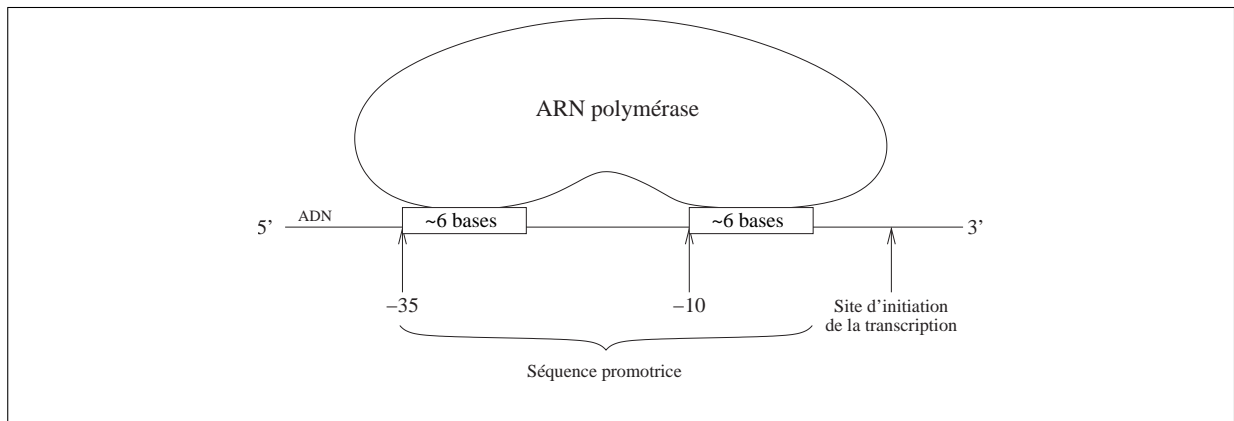 ARN polymérase
5’
ADN
~6 bases
~6 bases
3’
−35
−10
Site d’initiation
de la transcription
Séquence promotrice